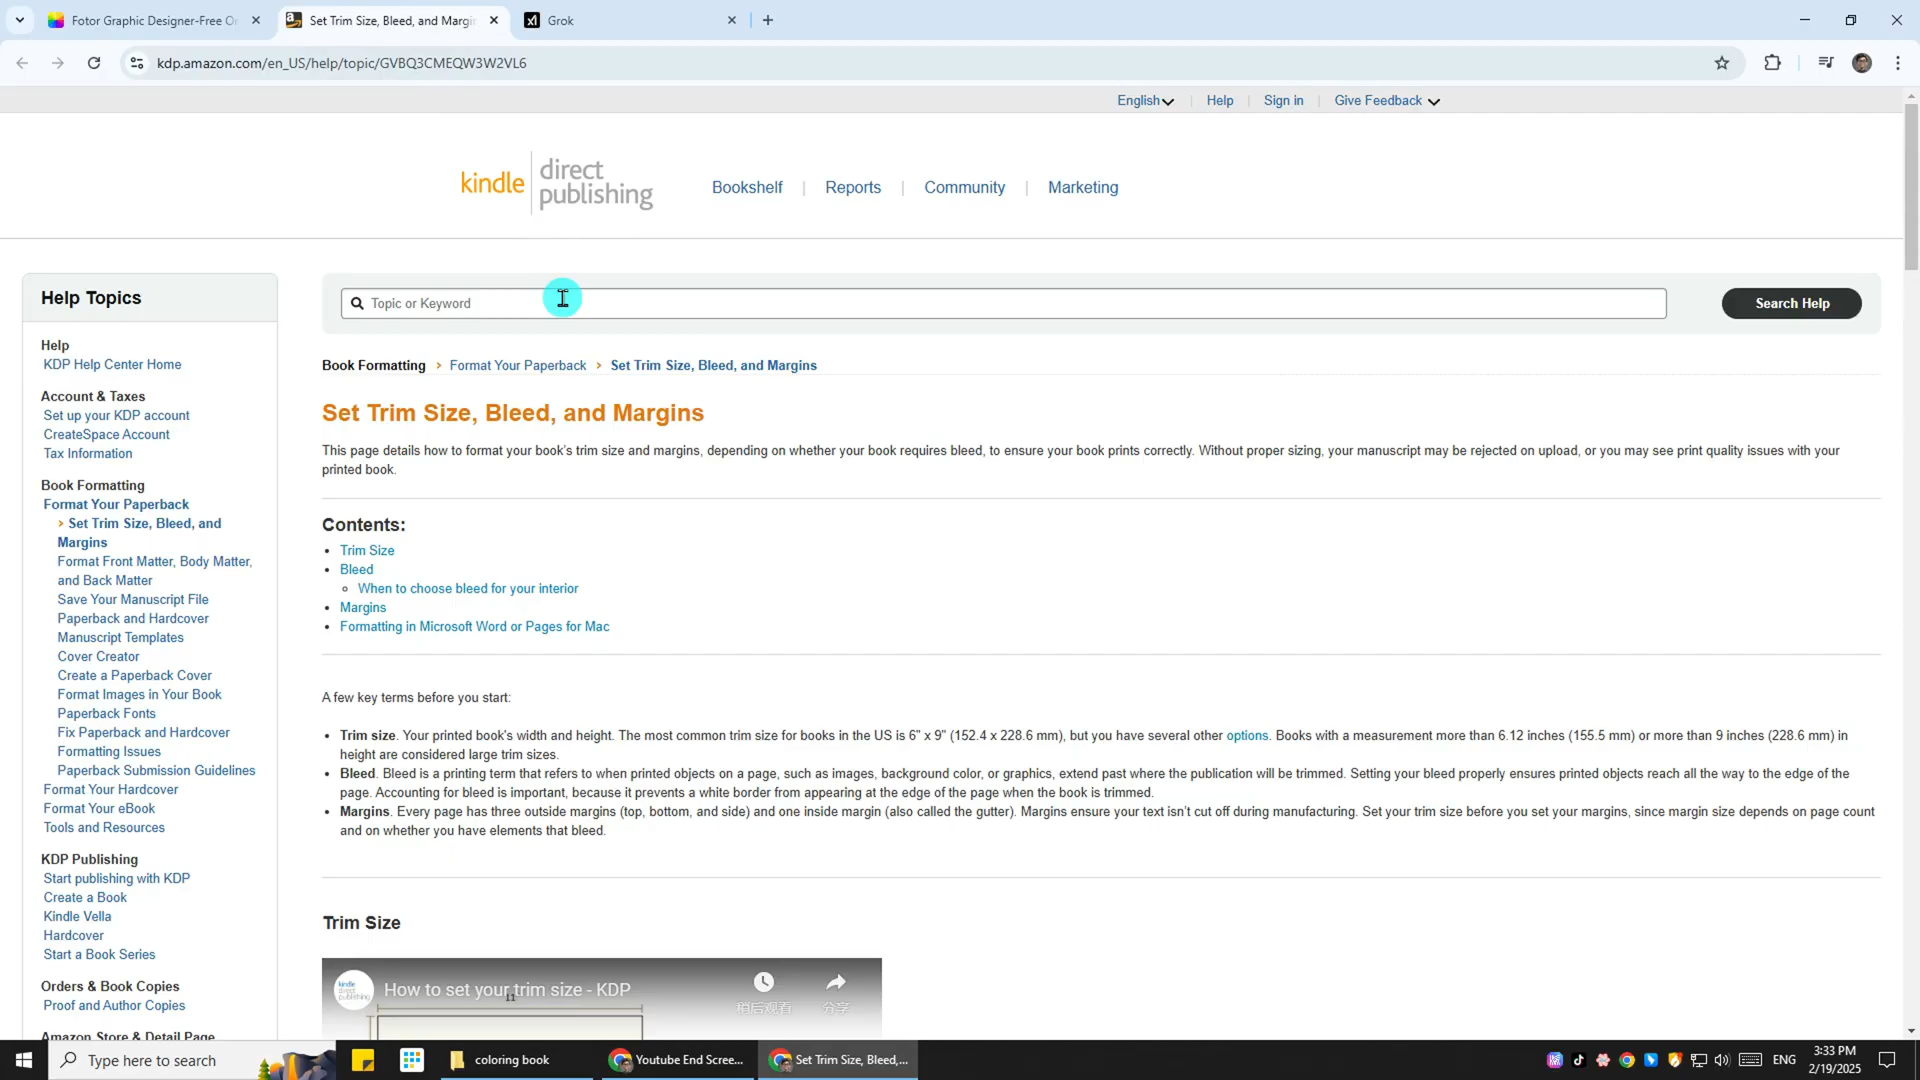 Fotor Graphic Designer-Free O
Set Trim Size, Bleed, and Margin
Grok
kdp.amazon.com/en_US/help/topic/GVBQ3CMEQW3W2VL6
English
Help
Sign in
Give Feedback
kindle direct publishing
Bookshelf
Reports
Community
Marketing
Help Topics
Topic or Keyword
Search Help
Help
KDP Help Center Home
Account & Taxes
Set up your KDP account
CreateSpace Account
Tax Information
Book Formatting
Format Your Paperback
› Set Trim Size, Bleed, and
Margins
Format Front Matter, Body Matter,
and Back Matter
Save Your Manuscript File
Paperback and Hardcover
Manuscript Templates
Cover Creator
Create a Paperback Cover
Format Images in Your Book
Paperback Fonts
Fix Paperback and Hardcover
Formatting Issues
Paperback Submission Guidelines
Format Your Hardcover
Format Your eBook
Tools and Resources
KDP Publishing
Start publishing with KDP
Create a Book
Kindle Vella
Hardcover
Start a Book Series
Orders & Book Copies
Proof and Author Copies
Amazon Store & Detail Page
Book Formatting › Format Your Paperback › Set Trim Size, Bleed, and Margins
Set Trim Size, Bleed, and Margins
This page details how to format your book's trim size and margins, depending on whether your book requires bleed, to ensure your book prints correctly. Without proper sizing, your manuscript may be rejected on upload, or you may see print quality issues with your
printed book.
Contents:
• Trim Size
• Bleed
◦ When to choose bleed for your interior
• Margins
• Formatting in Microsoft Word or Pages for Mac
A few key terms before you start:
• Trim size. Your printed book's width and height. The most common trim size for books in the US is 6" x 9" (152.4 x 228.6 mm), but you have several other options. Books with a measurement more than 6.12 inches (155.5 mm) or more than 9 inches (228.6 mm) in
height are considered large trim sizes.
• Bleed. Bleed is a printing term that refers to when printed objects on a page, such as images, background color, or graphics, extend past where the publication will be trimmed. Setting your bleed properly ensures printed objects reach all the way to the edge of the
page. Accounting for bleed is important, because it prevents a white border from appearing at the edge of the page when the book is trimmed.
• Margins. Every page has three outside margins (top, bottom, and side) and one inside margin (also called the gutter). Margins ensure your text isn't cut off during manufacturing. Set your trim size before you set your margins, since margin size depends on page count
and on whether you have elements that bleed.
Trim Size
kindle direct publishing
How to set your trim size - KDP
稍后观看
分享
Type here to search
coloring book
Youtube End Scree...
Set Trim Size, Bleed,...
ENG
3:33 PM
2/19/2025